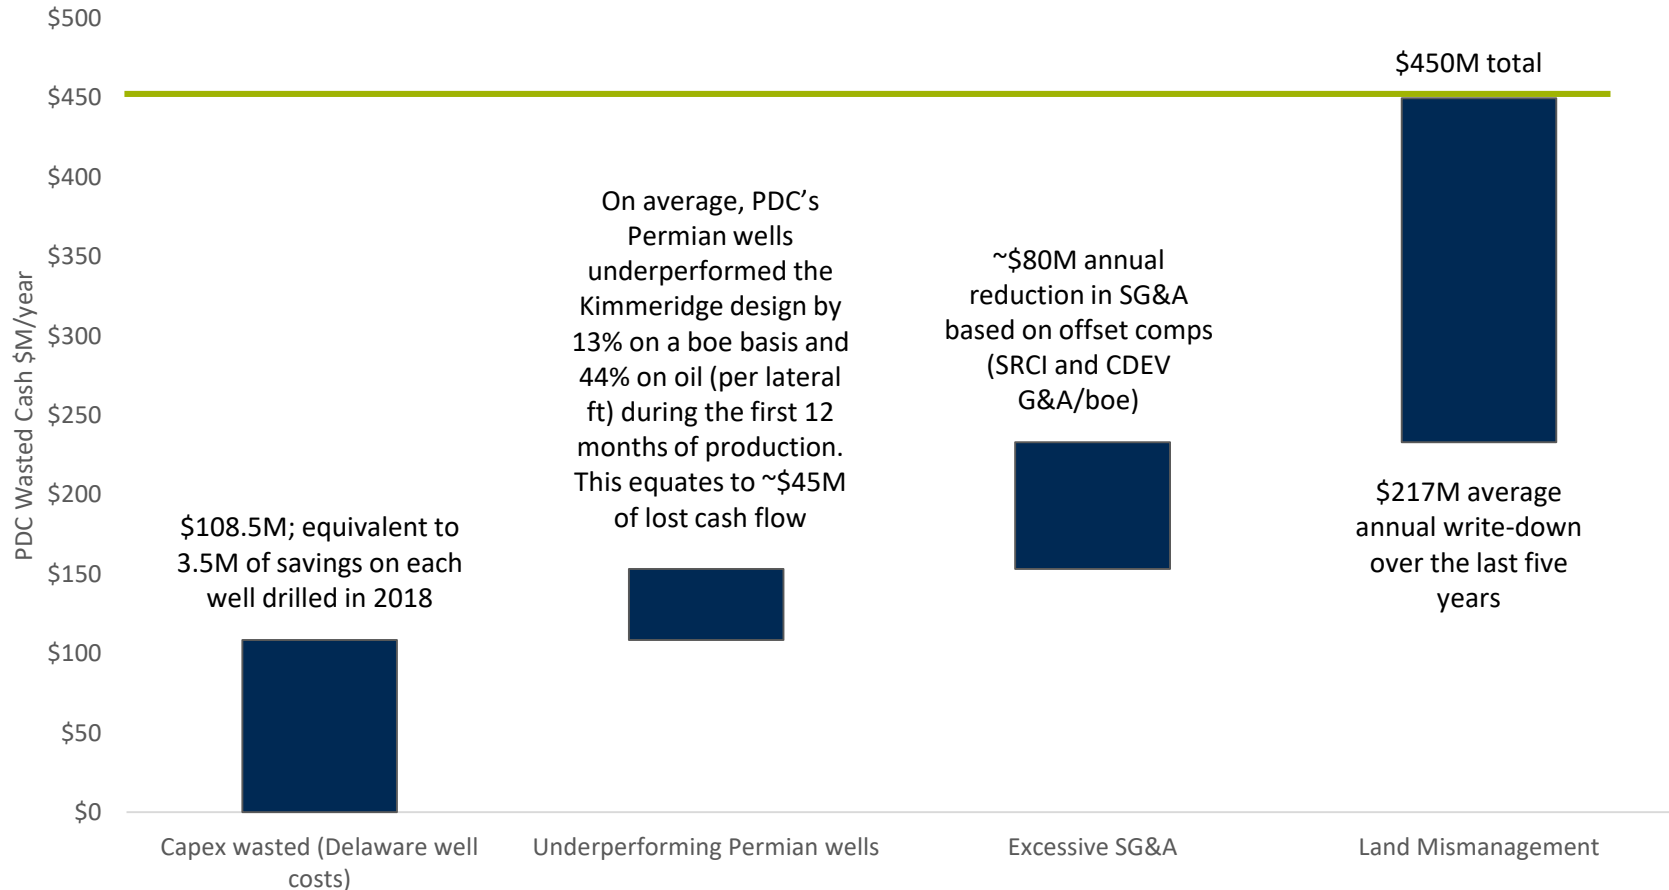 $500
$450
$400
$350
$300
$250
$200
$150
$100
$50
$0
PDC Wasted Cash $M/year
$108.5M; equivalent to
3.5M of savings on each
well drilled in 2018
On average, PDC’s
Permian wells
underperformed the
Kimmeridge design by
13% on a boe basis and
44% on oil (per lateral
ft) during the first 12
months of production.
This equates to ~$45M
of lost cash flow
~$80M annual
reduction in SG&A
based on offset comps
(SRCI and CDEV
G&A/boe)
$450M total
$217M average
annual write-down
over the last five
years
Capex wasted (Delaware well
costs)
Underperforming Permian wells
Excessive SG&A
Land Mismanagement